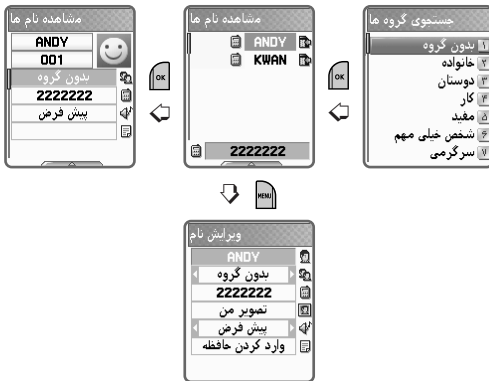 جستجوی گروه ها
۱ بدون گروه
۲ خانواده
۳ دوستان
۴ کار
۵ مفید
۶ شخص خیلی مهم
۷ سرگرمی
OK
مشاهده نام ها
ANDY
KWAN
2222222
OK
مشاهده نام ها
ANDY
001
بدون گروه
2222222
پیش فرض
MENU
ویرایش نام
ANDY
بدون گروه
2222222
تصویر من
پیش فرض
وارد کردن حافظه